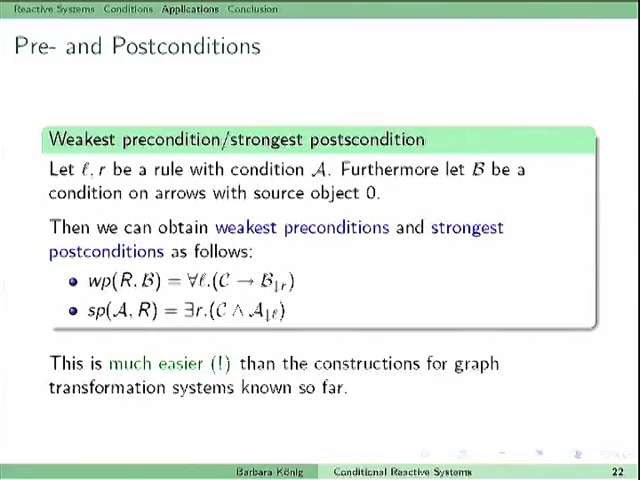 Reactive Systems Conditions Applications Conclusion
Pre- and Postconditions
Weakest precondition/strongest postscondition
Let ℓ, r be a rule with condition 𝒜. Furthermore let ℬ be a
condition on arrows with source object 0.
Then we can obtain weakest preconditions and strongest
postconditions as follows:
• wp(R, ℬ) = ∀ℓ.(𝒞 → ℬ↓r)
• sp(𝒜, R) = ∃r.(𝒞 ∧ 𝒜↓ℓ)
This is much easier (!) than the constructions for graph
transformation systems known so far.
Barbara König Conditional Reactive Systems 22